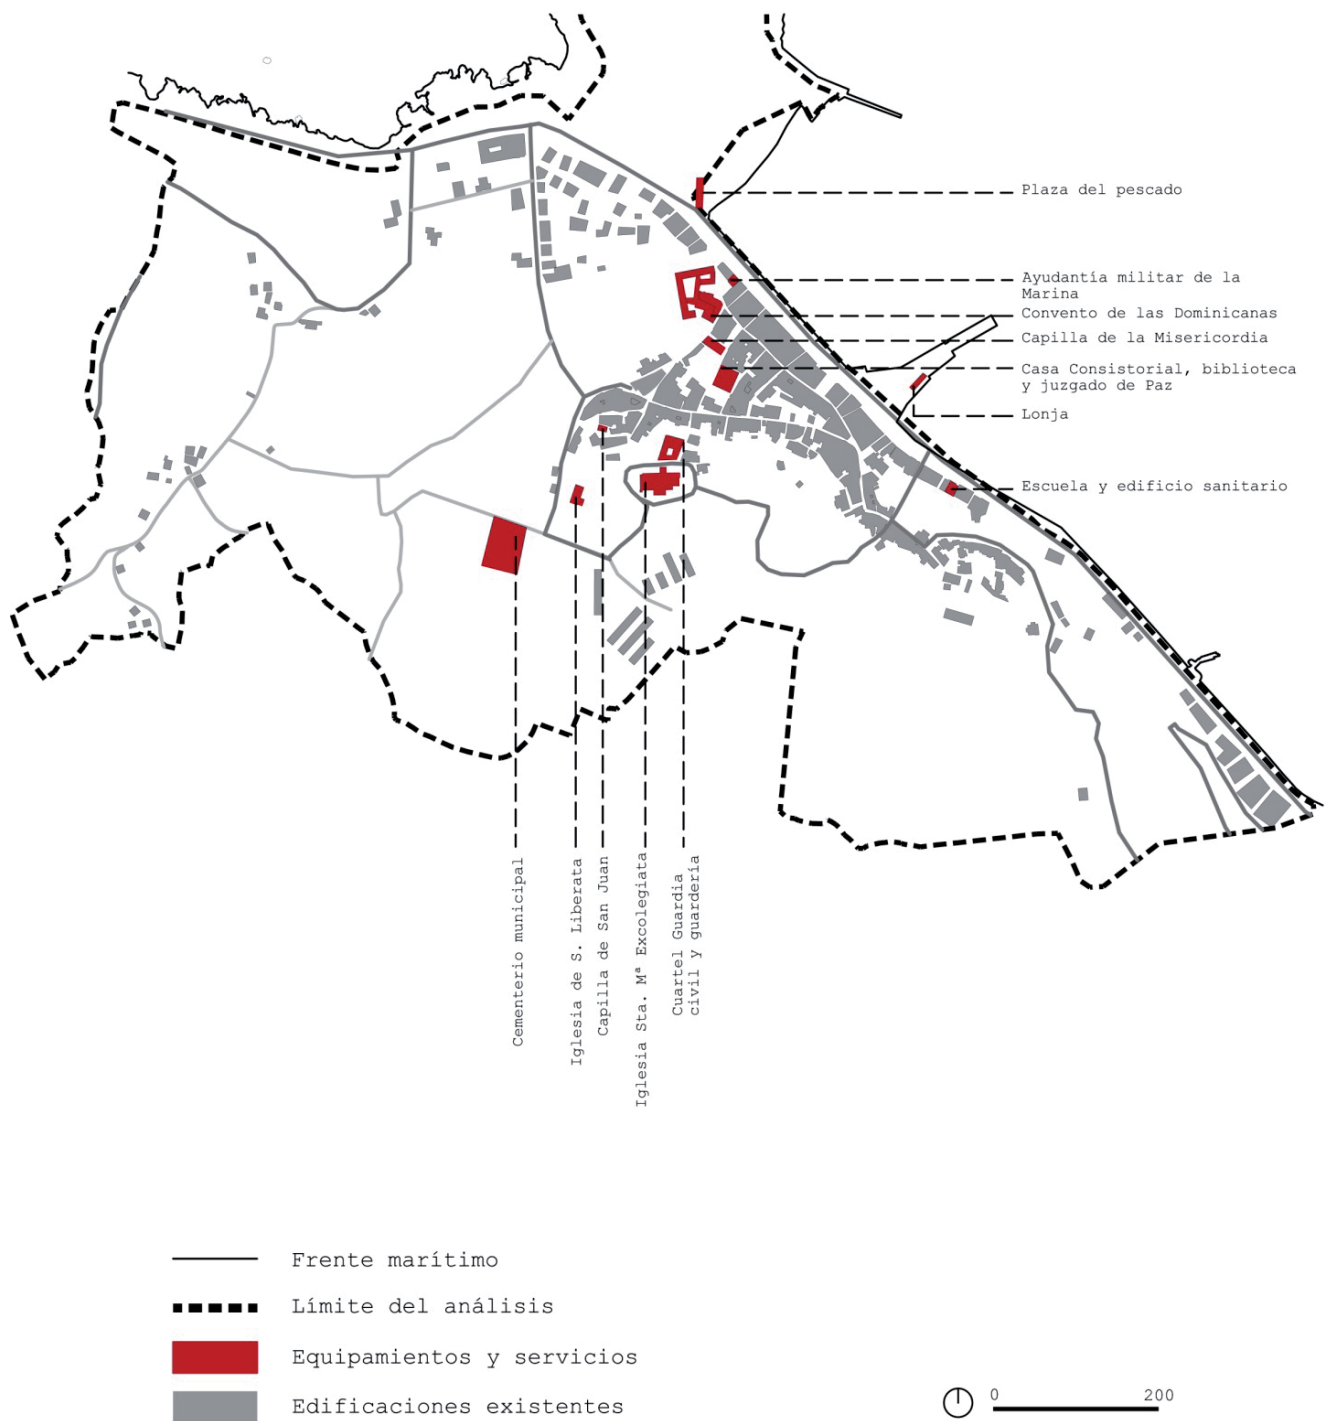 Plaza del pescado
Ayudantía militar de la
Marina
Convento de las Dominicanas
Capilla de la Misericordia
Casa Consistorial, biblioteca
y juzgado de Paz
Lonja
Escuela y edificio sanitario
Cementerio municipal
Iglesia de S. Liberata
Capilla de San Juan
Iglesia Sta. Mª Excolegiata
Cuartel Guardia
civil y guardería
Frente marítimo
Límite del análisis
Equipamientos y servicios
Edificaciones existentes
0 200